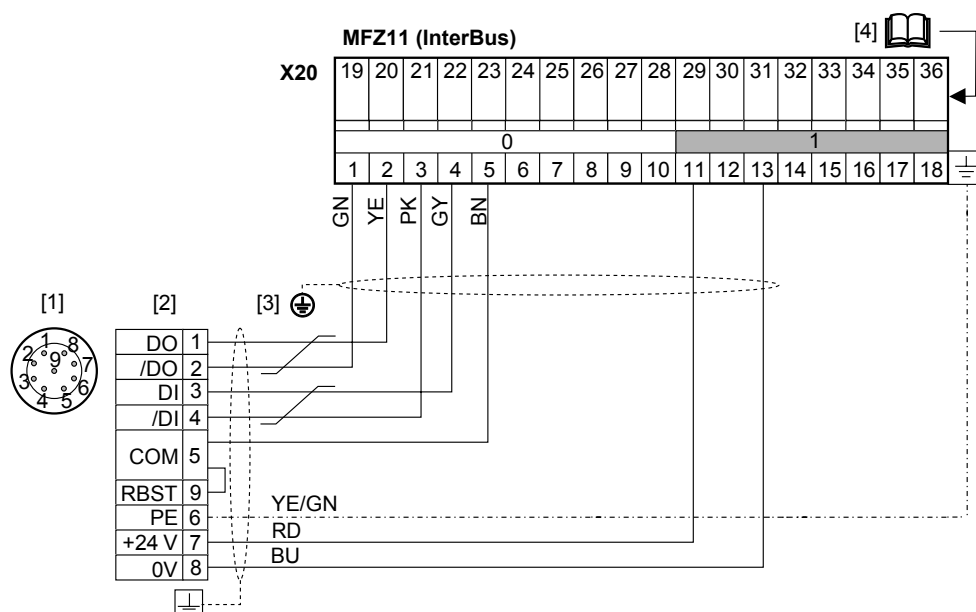 MFZ11 (InterBus)
[4]
X20
19 20 21 22 23 24 25 26 27 28 29 30 31 32 33 34 35 36
0 1
1 2 3 4 5 6 7 8 9 10 11 12 13 14 15 16 17 18
GN YE PK GY BN
[1] [2] [3]
1 8 2 9 7 3 6 4 5
DO 1
/DO 2
DI 3
/DI 4
COM 5
RBST 9
PE 6
+24 V 7
0V 8
YE/GN
RD
BU